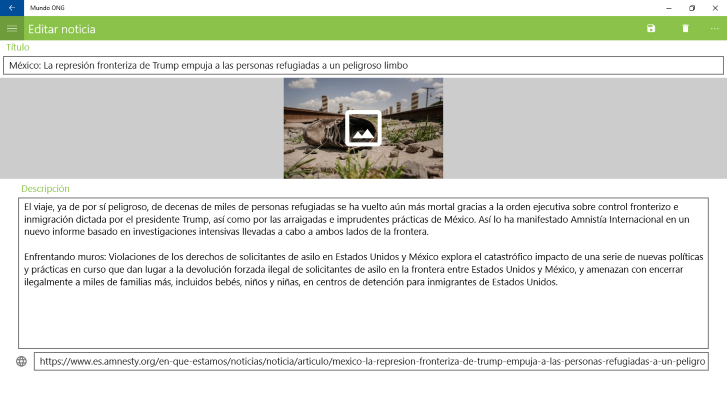 Mundo ONG
Editar noticia
Título
México: La represión fronteriza de Trump empuja a las personas refugiadas a un peligroso limbo
Descripción
El viaje, ya de por sí peligroso, de decenas de miles de personas refugiadas se ha vuelto aún más mortal gracias a la orden ejecutiva sobre control fronterizo e
inmigración dictada por el presidente Trump, así como por las arraigadas e imprudentes prácticas de México. Así lo ha manifestado Amnistía Internacional en un
nuevo informe basado en investigaciones intensivas llevadas a cabo a ambos lados de la frontera.
Enfrentando muros: Violaciones de los derechos de solicitantes de asilo en Estados Unidos y México explora el catastrófico impacto de una serie de nuevas políticas
y prácticas en curso que dan lugar a la devolución forzada ilegal de solicitantes de asilo en la frontera entre Estados Unidos y México, y amenazan con encerrar
ilegalmente a miles de familias más, incluidos bebés, niños y niñas, en centros de detención para inmigrantes de Estados Unidos.
https://www.es.amnesty.org/en-que-estamos/noticias/noticia/articulo/mexico-la-represion-fronteriza-de-trump-empuja-a-las-personas-refugiadas-a-un-peligro